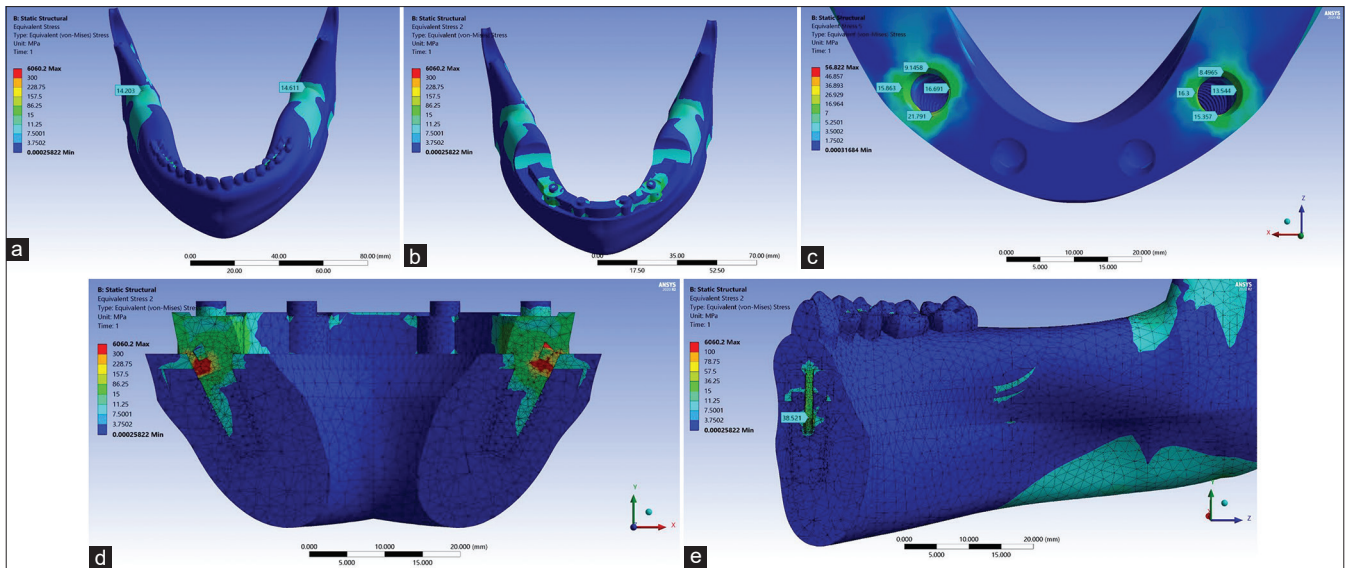 B: Static Structural
Equivalent Stress
Type: Equivalent (von-Mises) Stress
Unit: MPa
Time: 1
6060.2 Max
300
228.75
157.5
86.25
15
11.25
7.5001
3.7502
0.00025822 Min
14.203
14.611
0.00
20.00
40.00
60.00
80.00 (mm)
a
B: Static Structural
Equivalent Stress 2
Type: Equivalent (von-Mises) Stress
Unit: MPa
Time: 1
6060.2 Max
300
228.75
157.5
86.25
15
11.25
7.5001
3.7502
0.00025822 Min
0.00
17.50
35.00
52.50
70.00 (mm)
b
B: Static Structural
Type: Equivalent (von-Mises) Stress
Unit: MPa
Time: 1
56.822 Max
46.857
36.893
26.929
16.964
7
5.2501
3.5002
1.7502
0.00031684 Min
ANSYS
9.1458
15.863
16.691
21.791
8.4965
16.3
13.544
15.357
0.000
5.000
10.000
15.000
20.000 (mm)
Z
X
c
B: Static Structural
Equivalent Stress 2
Type: Equivalent (von-Mises) Stre
Unit: MPa
Time: 1
6060.2 Max
300
228.75
157.5
86.25
15
11.25
7.5001
3.7502
0.00025822 Min
ANSYS
0.000
5.000
10.000
15.000
20.000 (mm)
Y
X
d
B: Static Structural
Equivalent Stress 2
Type: Equivalent (von-Mises) Stress
Unit: MPa
Time: 1
6060.2 Max
100
78.75
57.5
36.25
15
11.25
7.5001
3.7502
0.00025822 Min
38.521
ANSYS
0.000
5.000
10.000
15.000
20.000 (mm)
Y
Z
e